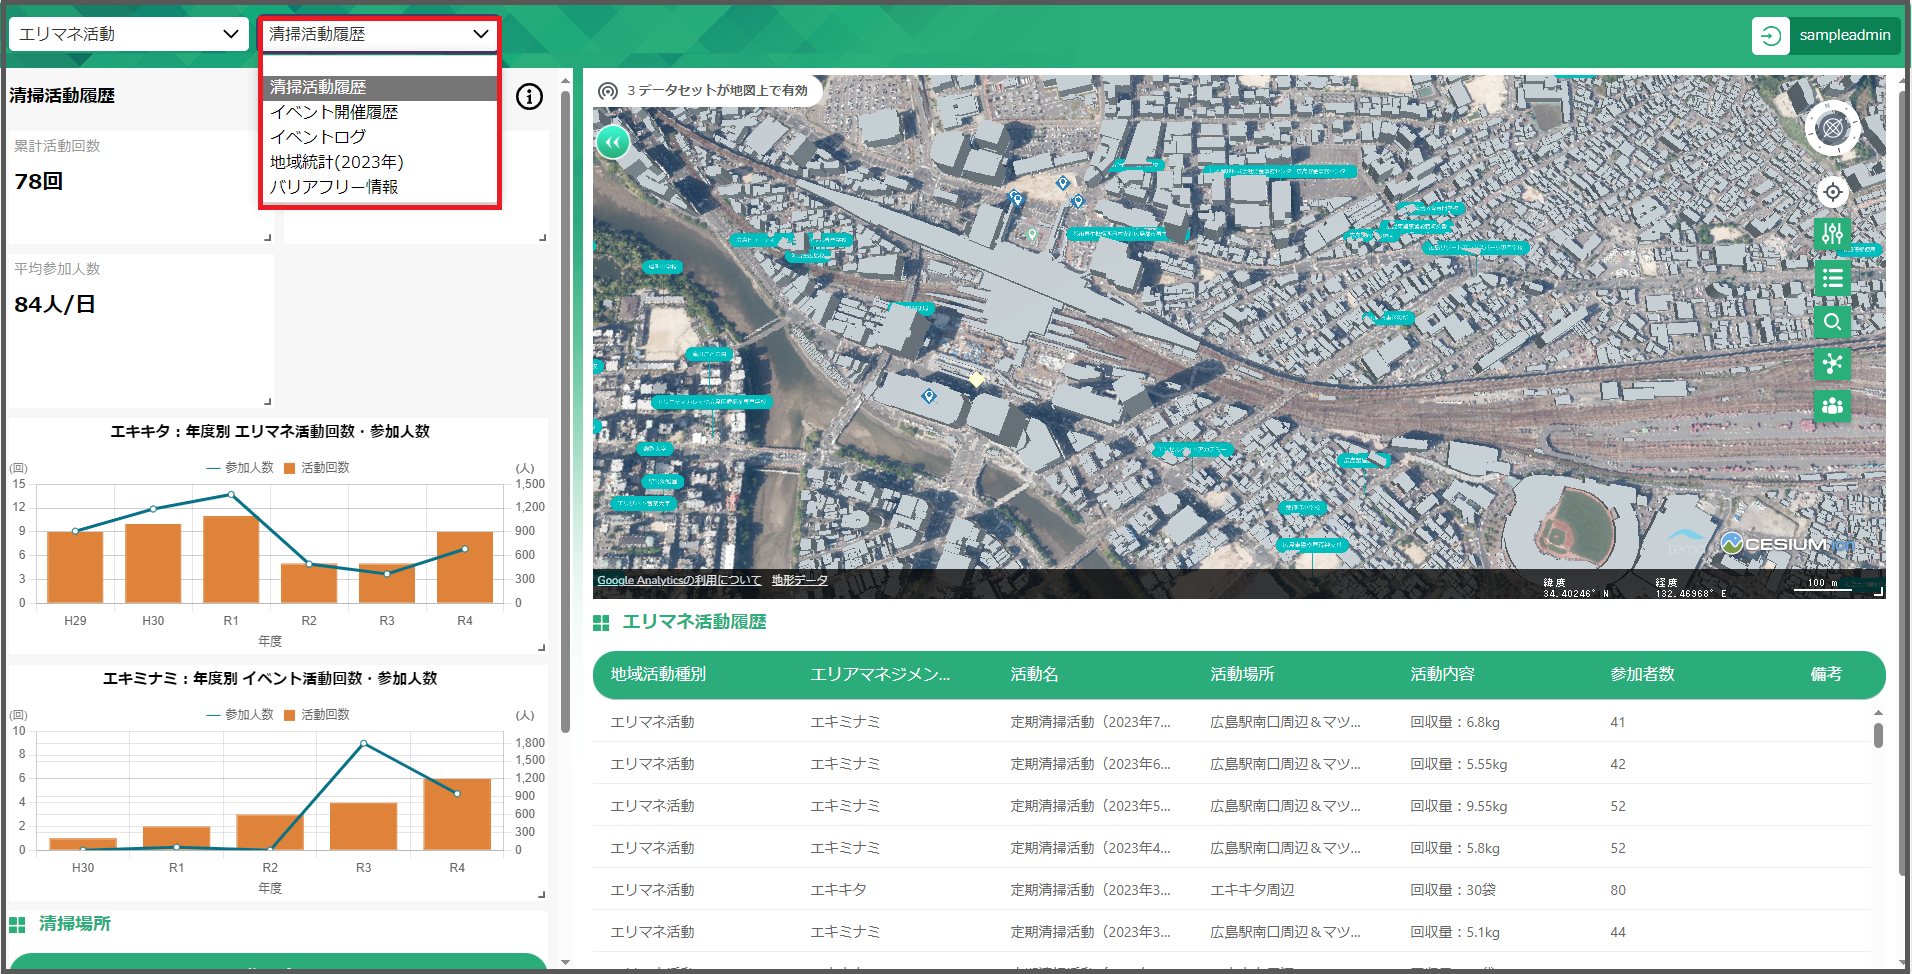 エリマネ活動
清掃活動履歴
sampleadmin
清掃活動履歴
イベント開催履歴
イベントログ
地域統計(2023年)
バリアフリー情報
清掃活動履歴
累計活動回数
78回
平均参加人数
84人/日
エキキタ：年度別 エリマネ活動回数・参加人数
(回)
参加人数 活動回数
(人)
15 1,500
12 1,200
9 900
6 600
3 300
0 0
H29 H30 R1 R2 R3 R4
年度
エキミナミ：年度別 イベント活動回数・参加人数
(回)
参加人数 活動回数
(人)
10
1,800
8
1,500
6 1,200
900
4
600
2
300
0 0
H30 R1 R2 R3 R4
年度
清掃場所
3 データセットが地図上で有効
CESIUM ion
Google Analyticsの利用について 地形データ
緯度
34.40246° N
経度
132.46968° E
100 m
エリマネ活動履歴
地域活動種別 エリアマネジメン... 活動名 活動場所 活動内容 参加者数 備考
エリマネ活動 エキミナミ 定期清掃活動（2023年7... 広島駅南口周辺＆マツ... 回収量：6.8kg 41
エリマネ活動 エキミナミ 定期清掃活動（2023年6... 広島駅南口周辺＆マツ... 回収量：5.55kg 42
エリマネ活動 エキミナミ 定期清掃活動（2023年5... 広島駅南口周辺＆マツ... 回収量：9.55kg 52
エリマネ活動 エキミナミ 定期清掃活動（2023年4... 広島駅南口周辺＆マツ... 回収量：5.8kg 52
エリマネ活動 エキキタ 定期清掃活動（2023年3... エキキタ周辺 回収量：30袋 80
エリマネ活動 エキミナミ 定期清掃活動（2023年3... 広島駅南口周辺＆マツ... 回収量：5.1kg 44